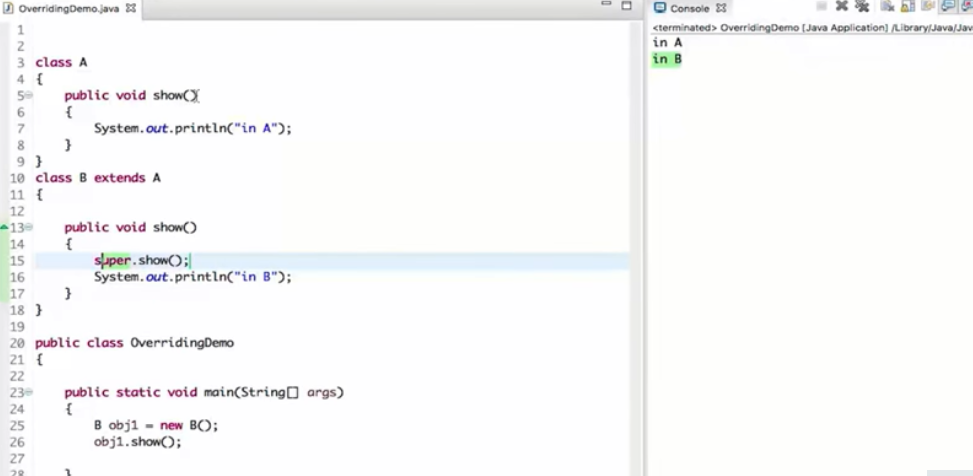 OverridingDemo.java
1
2
3 class A
4 {
5 public void show()
6 {
7 System.out.println("in A");
8 }
9 }
10 class B extends A
11 {
12
13 public void show()
14 {
15 super.show();
16 System.out.println("in B");
17 }
18 }
19
20 public class OverridingDemo
21 {
22
23 public static void main(String[] args)
24 {
25 B obj1 = new B();
26 obj1.show();
27
28 }
Console
<terminated> OverridingDemo [Java Application] /Library/Java/Jav
in A
in B